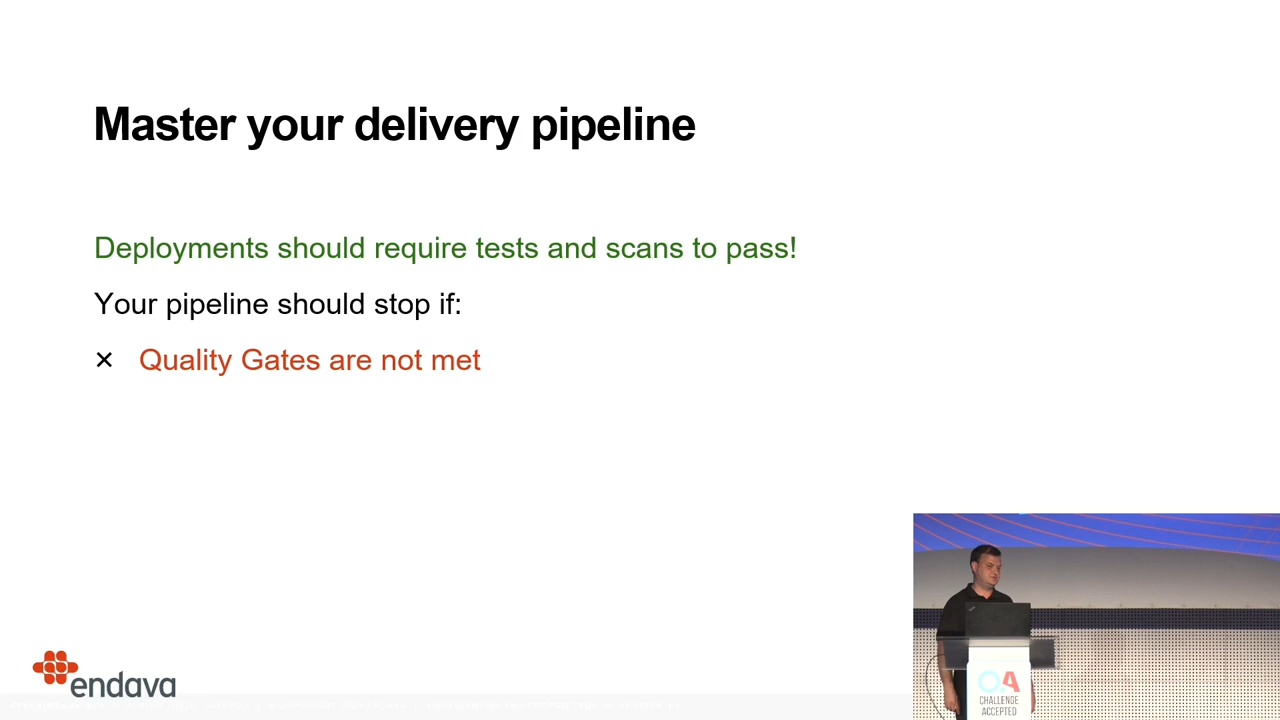 Master your delivery pipeline
Deployments should require tests and scans to pass!
Your pipeline should stop if:
✕ Quality Gates are not met
endava
QA
CHALLENGE
ACCEPTED